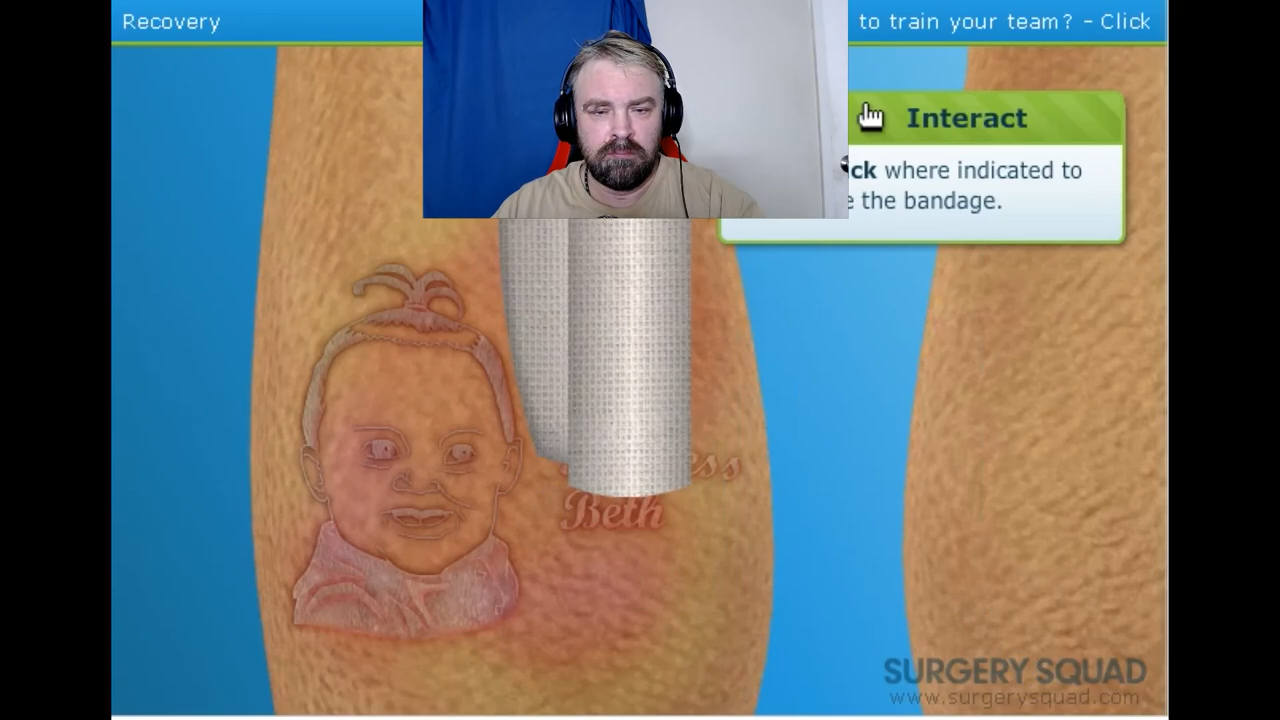 Recovery
to train your team? - Click
Interact
ck where indicated to
e the bandage.
ess
Beth
SURGERY SQUAD
www.surgerysquad.com